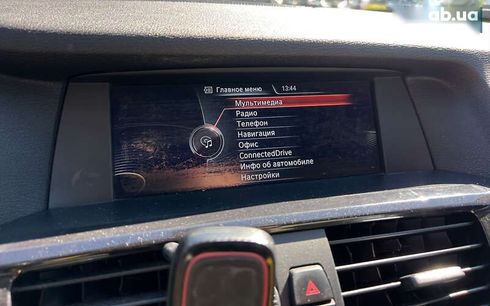 ab.ua
Главное меню 13:44
Мультимедиа
Радио
Телефон
Навигация
Офис
ConnectedDrive
Инфо об автомобиле
Настройки